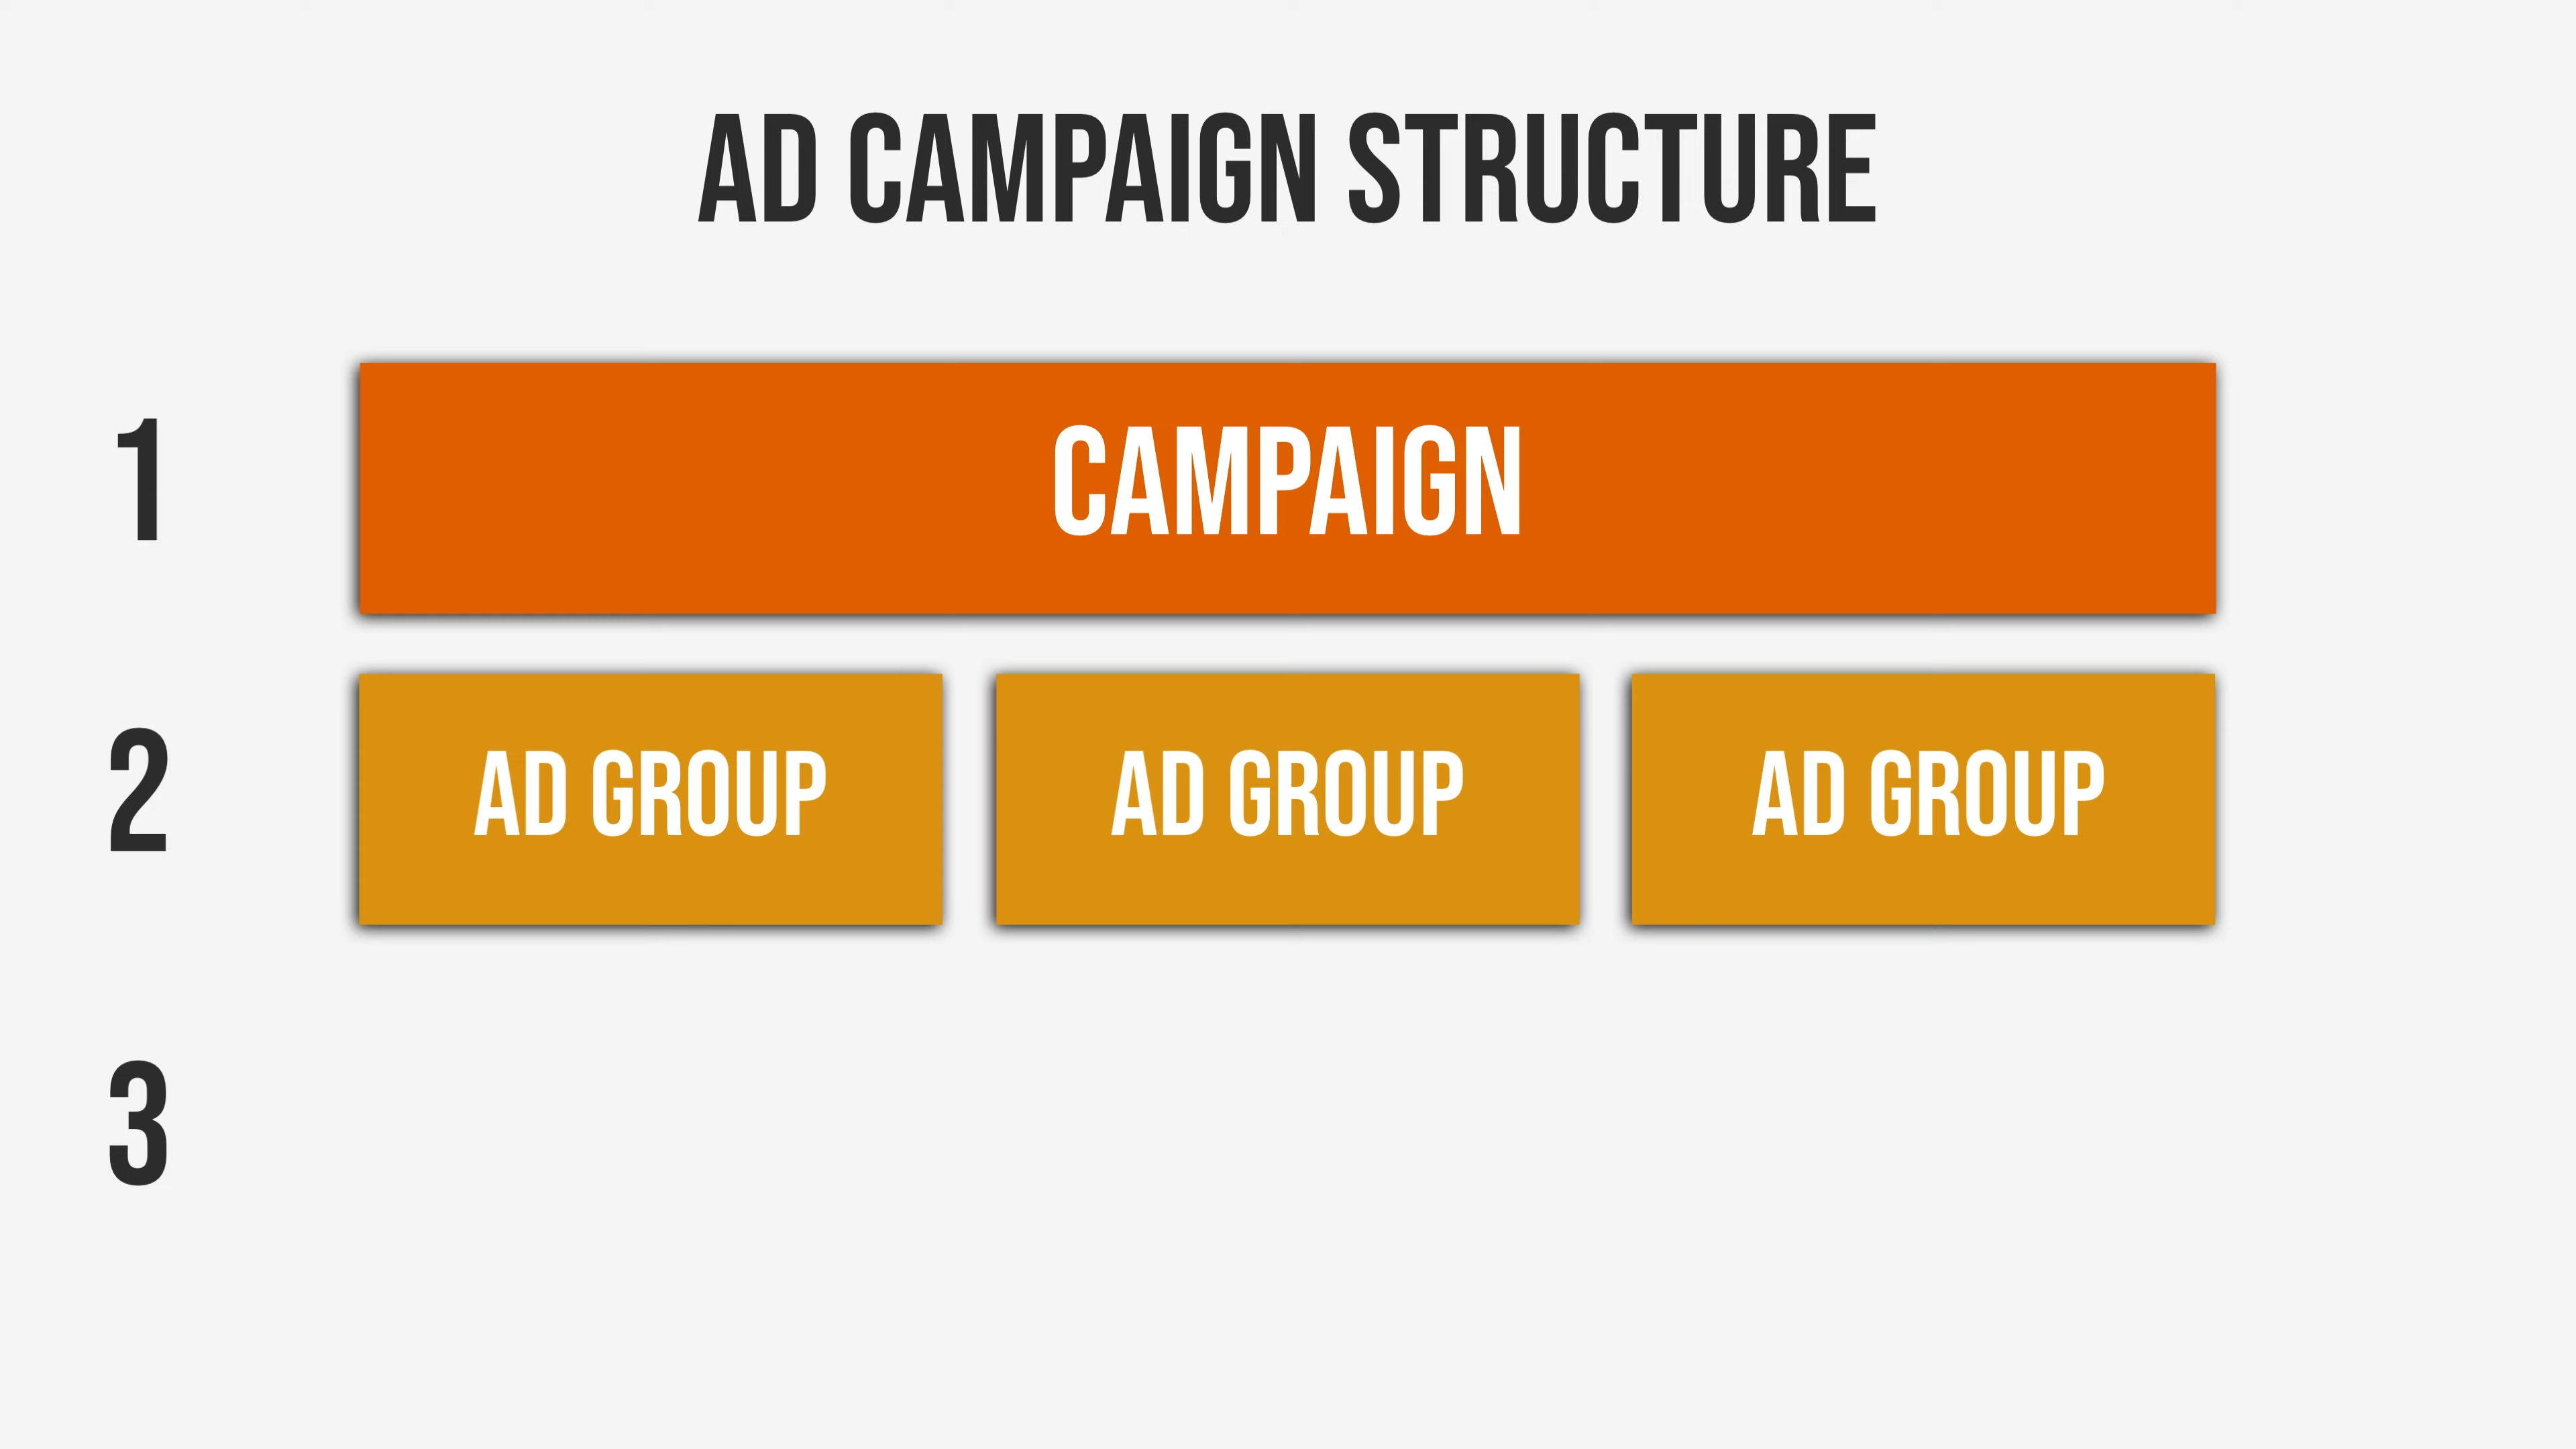 AD CAMPAIGN STRUCTURE
1
CAMPAIGN
2
AD GROUP
AD GROUP
AD GROUP
3